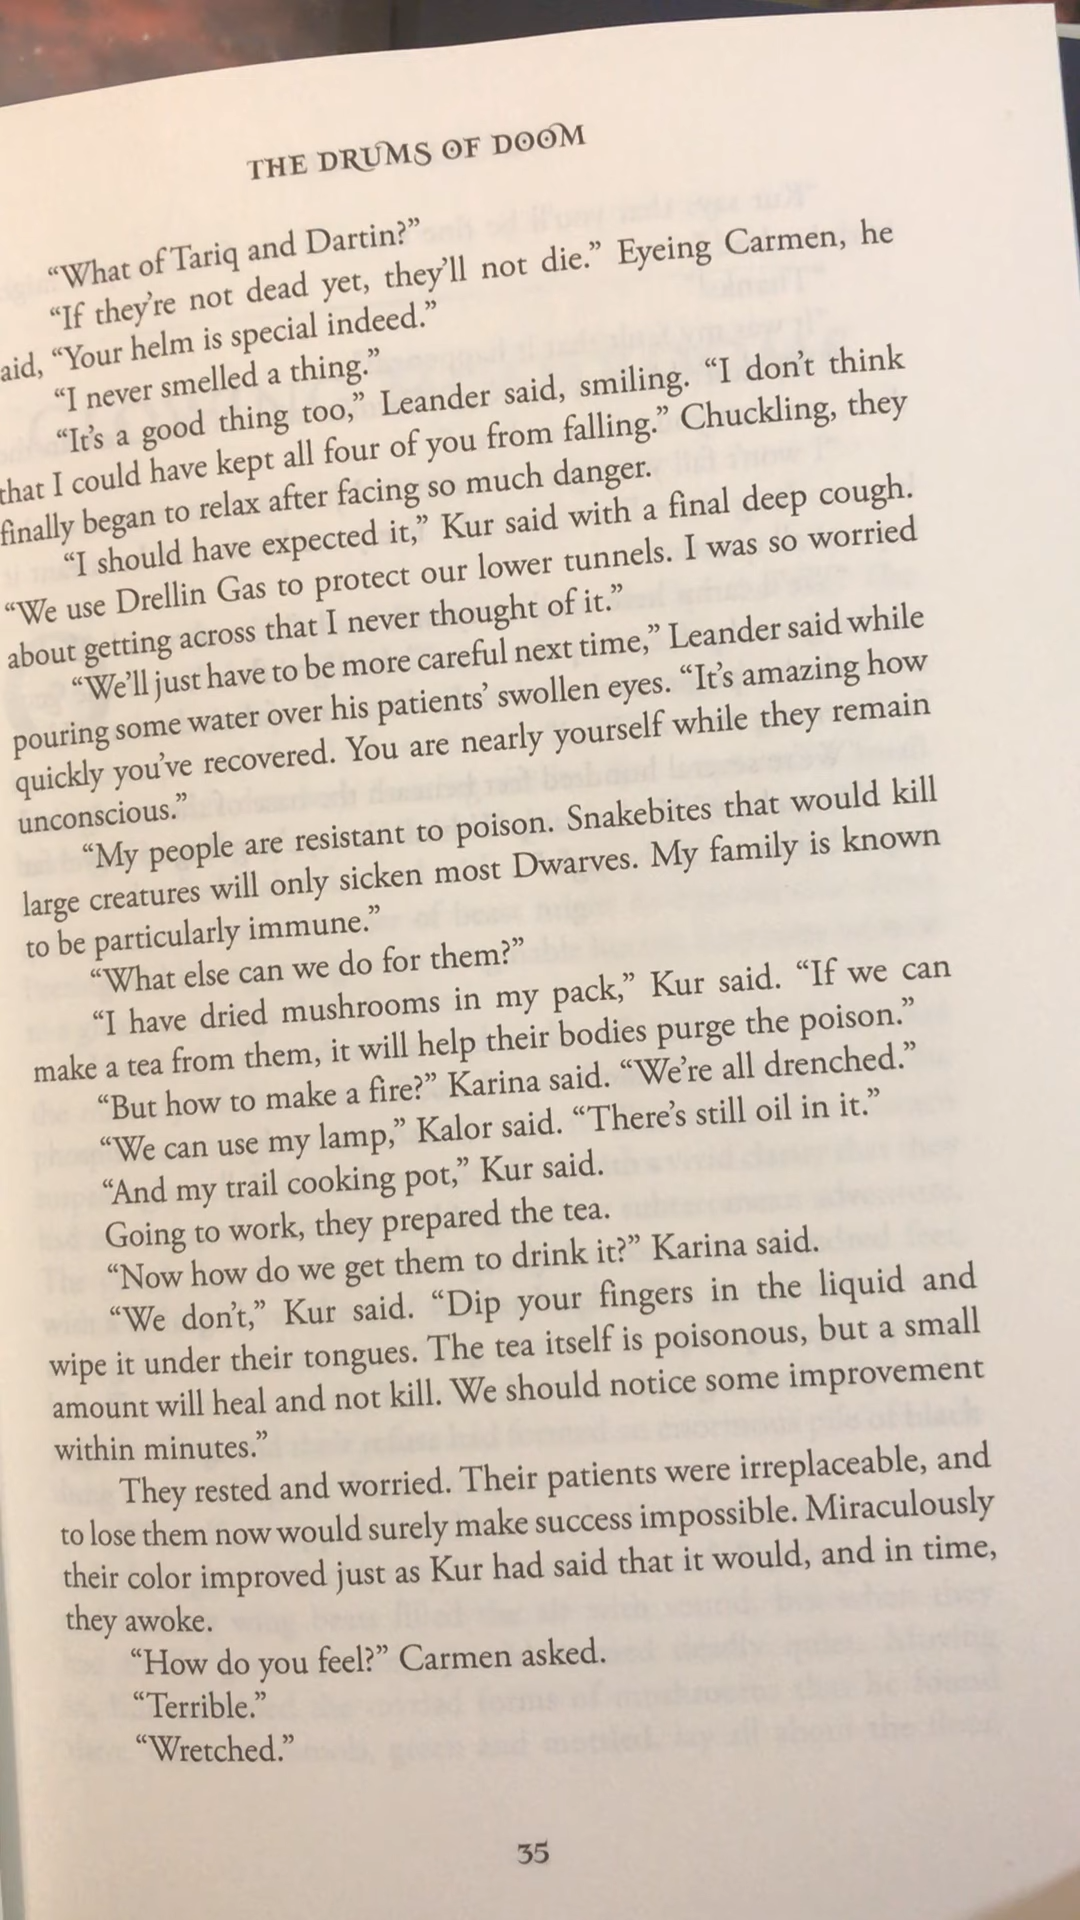 THE DRUMS OF DOOM
“What of Tariq and Dartin?”
“If they’re not dead yet, they’ll not die.” Eyeing Carmen, he
aid, “Your helm is special indeed.”
“I never smelled a thing.”
“It’s a good thing too,” Leander said, smiling. “I don’t think
that I could have kept all four of you from falling.” Chuckling, they
finally began to relax after facing so much danger.
“I should have expected it,” Kur said with a final deep cough.
“We use Drellin Gas to protect our lower tunnels. I was so worried
about getting across that I never thought of it.”
“We’ll just have to be more careful next time,” Leander said while
pouring some water over his patients’ swollen eyes. “It’s amazing how
quickly you’ve recovered. You are nearly yourself while they remain
unconscious.”
“My people are resistant to poison. Snakebites that would kill
large creatures will only sicken most Dwarves. My family is known
to be particularly immune.”
“What else can we do for them?”
“I have dried mushrooms in my pack,” Kur said. “If we can
make a tea from them, it will help their bodies purge the poison.”
“But how to make a fire?” Karina said. “We’re all drenched.”
“We can use my lamp,” Kalor said. “There’s still oil in it.”
“And my trail cooking pot,” Kur said.
Going to work, they prepared the tea.
“Now how do we get them to drink it?” Karina said.
“We don’t,” Kur said. “Dip your fingers in the liquid and
wipe it under their tongues. The tea itself is poisonous, but a small
amount will heal and not kill. We should notice some improvement
within minutes.”
They rested and worried. Their patients were irreplaceable, and
to lose them now would surely make success impossible. Miraculously
their color improved just as Kur had said that it would, and in time,
they awoke.
“How do you feel?” Carmen asked.
“Terrible.”
“Wretched.”
35